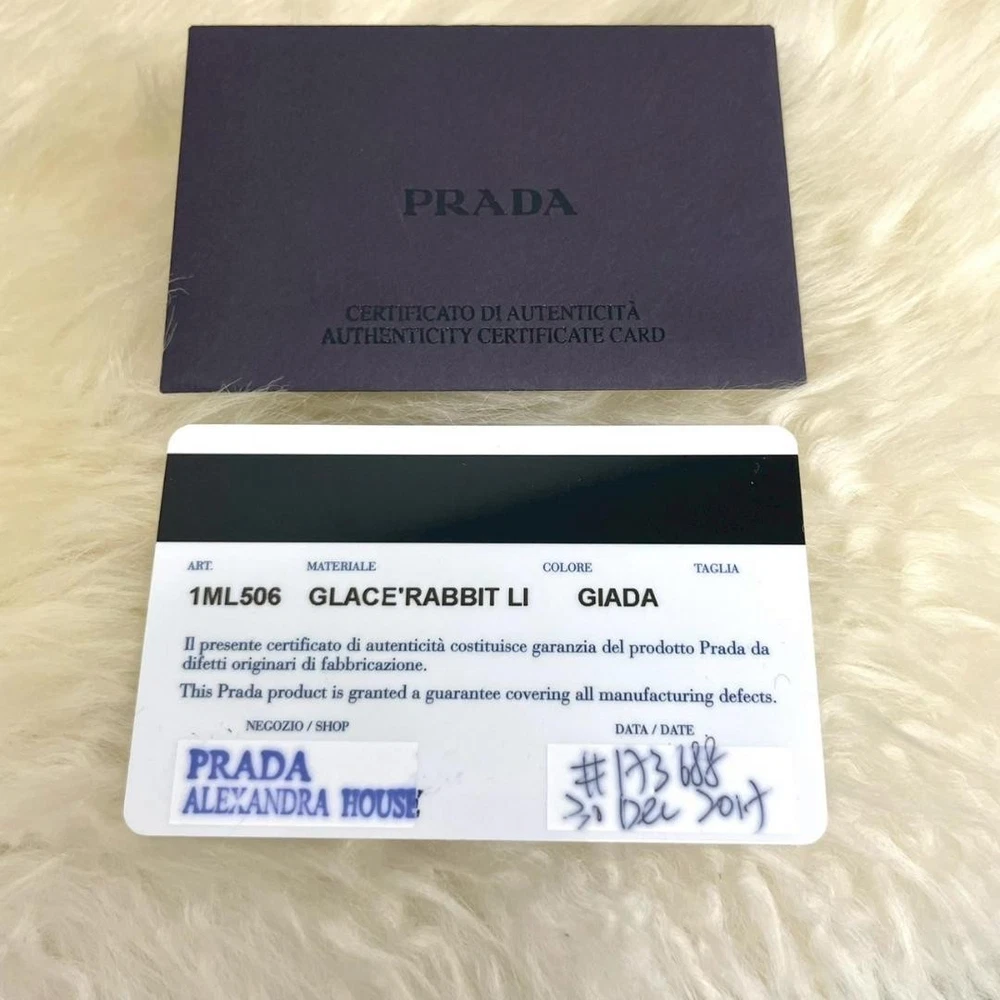 PRADA
CERTIFICATO DI AUTENTICITÀ
AUTHENTICITY CERTIFICATE CARD
ART. MATERIALE COLORE TAGLIA
1ML506 GLACE'RABBIT LI GIADA
Il presente certificato di autenticità costituisce garanzia del prodotto Prada da
difetti originari di fabbricazione.
This Prada product is granted a guarantee covering all manufacturing defects.
NEGOZIO / SHOP DATA / DATE
PRADA #173688
ALEXANDRA HOUSE 30 Dec 2017